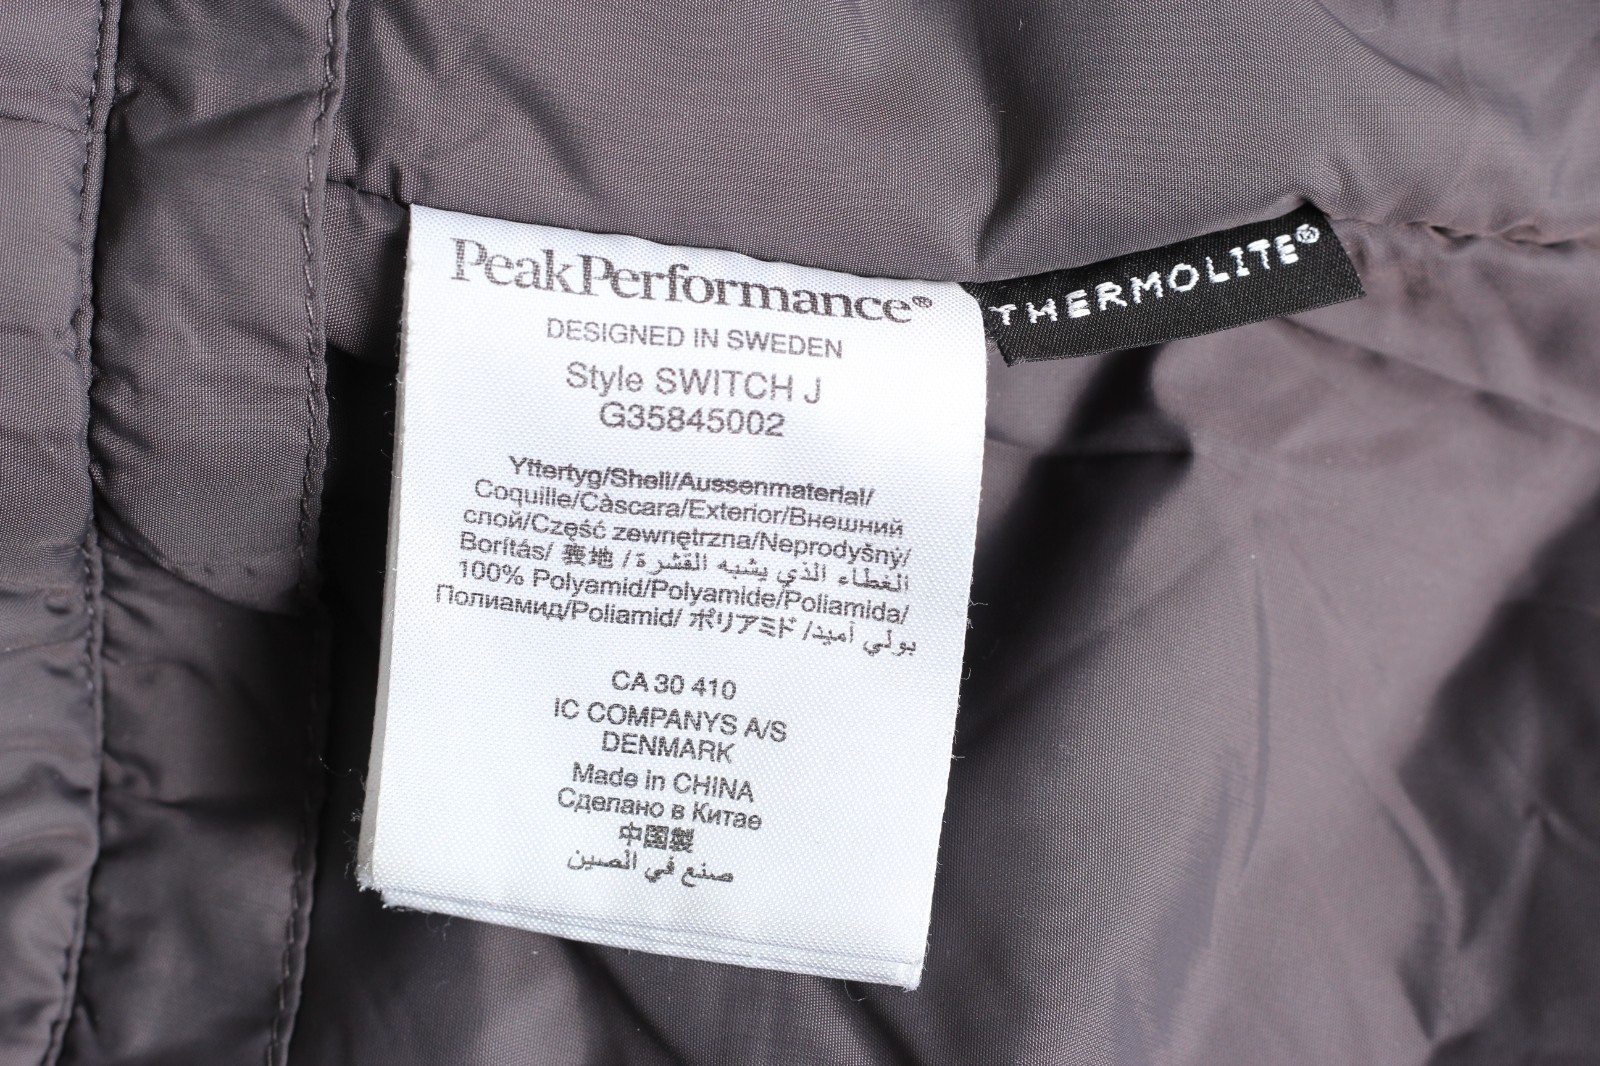 PeakPerformance®
DESIGNED IN SWEDEN
Style SWITCH J
G35845002
Yttertyg/Shell/Aussenmaterial/
Coquille/Càscara/Exterior/Внешний
слой/Część zewnętrzna/Neprodyšný/
Borítás/ 表地 / الغطاء الذي يشبه القشرة
100% Polyamid/Polyamide/Poliamida/
Полиамид/Poliamid/ ポリアミド / بولي أميد
CA 30 410
IC COMPANYS A/S
DENMARK
Made in CHINA
Сделано в Китае
中国製
صنع في الصين
THERMOLITE®